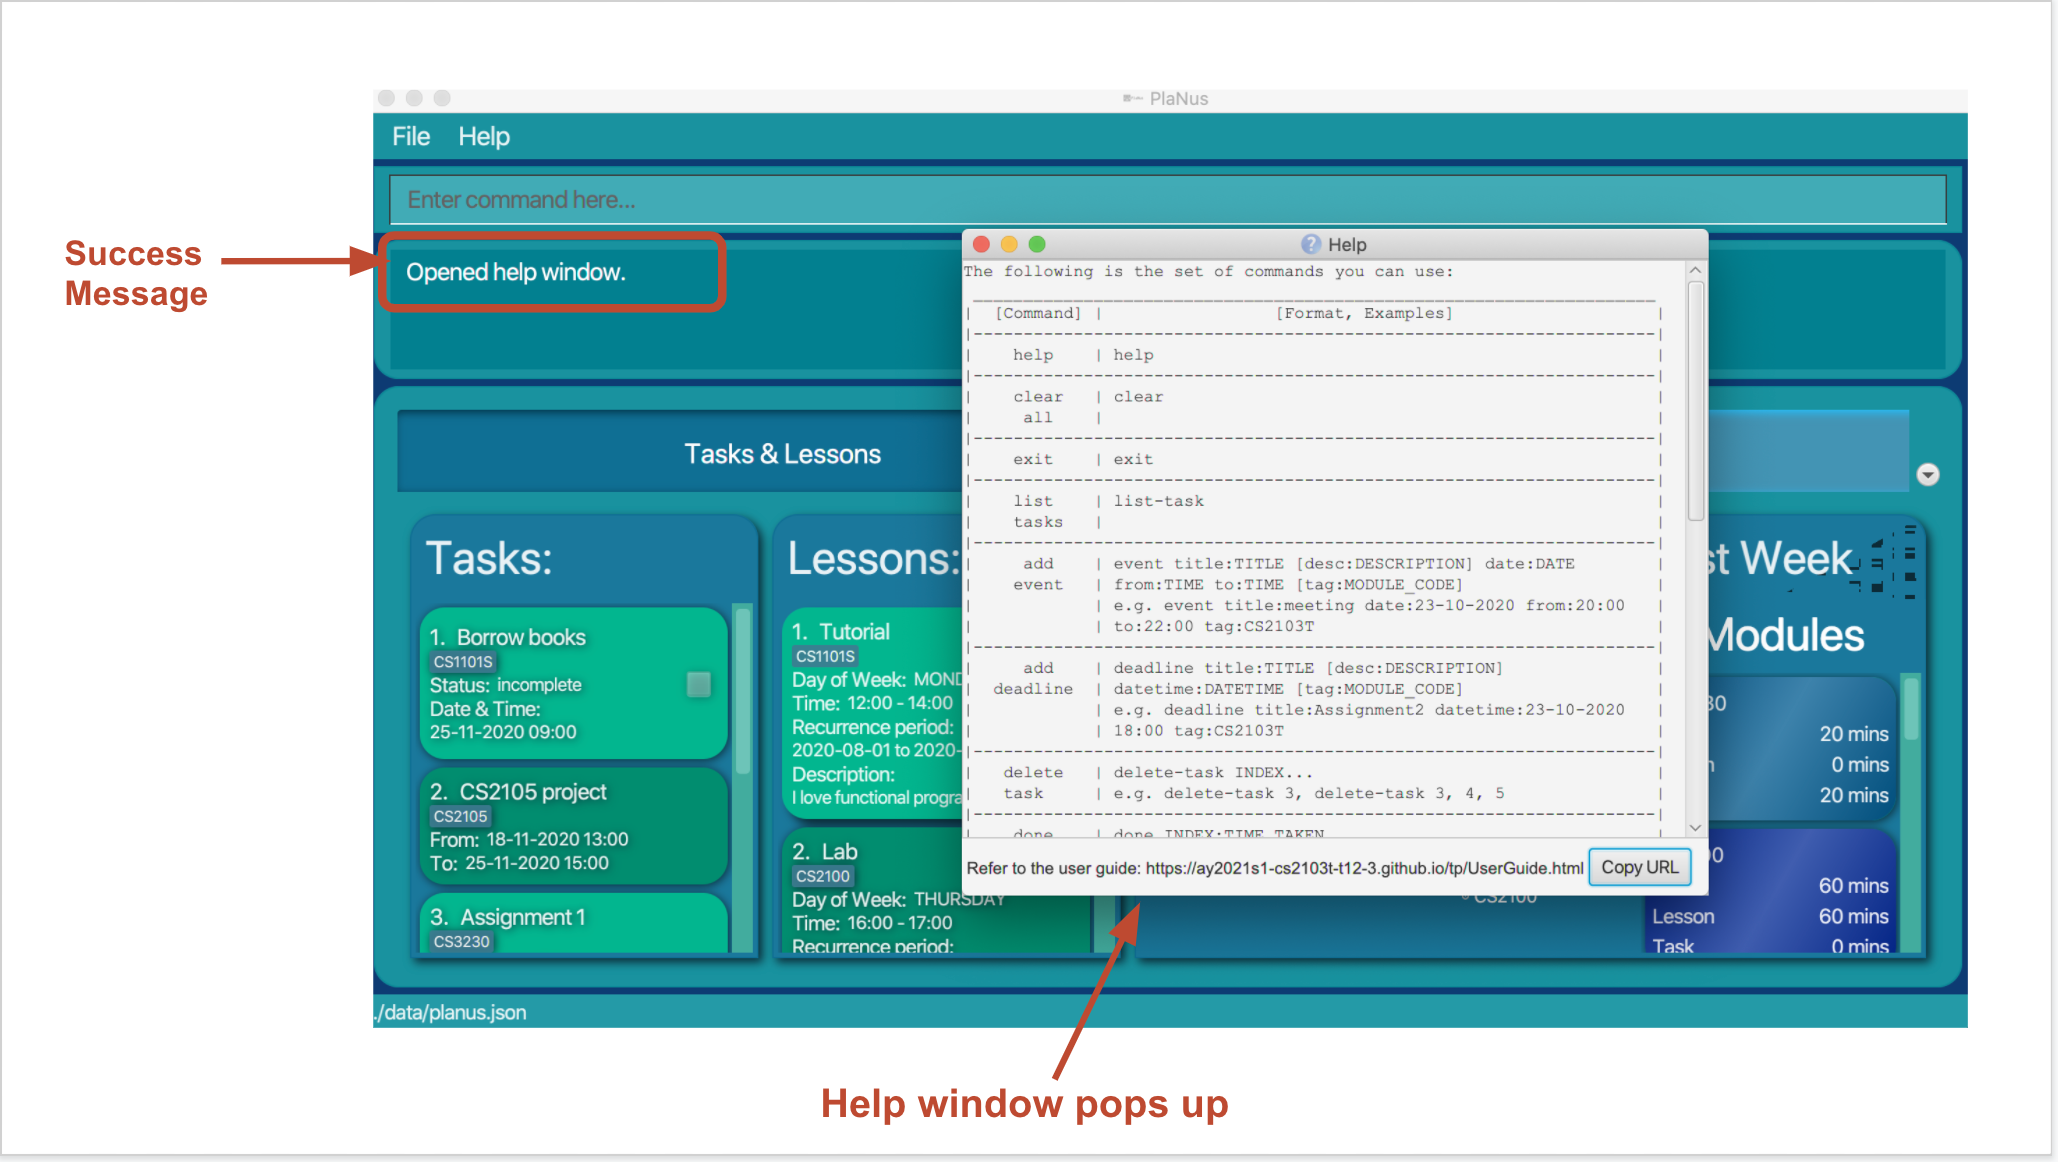 PlaNus
File Help
Enter command here...
Success
Message
Opened help window.
Help
The following is the set of commands you can use:
| [Command] | [Format, Examples] |
|--------------------------------------------------------------------|
| help | help |
|--------------------------------------------------------------------|
| clear | clear |
| all | |
|--------------------------------------------------------------------|
| exit | exit |
|--------------------------------------------------------------------|
| list | list-task |
| tasks | |
|--------------------------------------------------------------------|
| add | event title:TITLE [desc:DESCRIPTION] date:DATE |
| event | from:TIME to:TIME [tag:MODULE_CODE] |
| | e.g. event title:meeting date:23-10-2020 from:20:00 |
| | to:22:00 tag:CS2103T |
|--------------------------------------------------------------------|
| add | deadline title:TITLE [desc:DESCRIPTION] |
| deadline | datetime:DATETIME [tag:MODULE_CODE] |
| | e.g. deadline title:Assignment2 datetime:23-10-2020 |
| | 18:00 tag:CS2103T |
|--------------------------------------------------------------------|
| delete | delete-task INDEX... |
| task | e.g. delete-task 3, delete-task 3, 4, 5 |
|--------------------------------------------------------------------|
| done | done INDEX:TIME_TAKEN
Refer to the user guide: https://ay2021s1-cs2103t-t12-3.github.io/tp/UserGuide.html
Copy URL
Tasks & Lessons
Tasks:
1. Borrow books
CS1101S
Status: incomplete
Date & Time:
25-11-2020 09:00
2. CS2105 project
CS2105
From: 18-11-2020 13:00
To: 25-11-2020 15:00
3. Assignment 1
CS3230
Lessons:
1. Tutorial
CS1101S
Day of Week: MOND
Time: 12:00 - 14:00
Recurrence period:
2020-08-01 to 2020-
Description:
I love functional progra
2. Lab
CS2100
Day of Week: THURSDAY
Time: 16:00 - 17:00
Recurrence period:
st Week
Modules
20 mins
0 mins
20 mins
CS2100
60 mins
Lesson 60 mins
Task 0 mins
./data/planus.json
Help window pops up